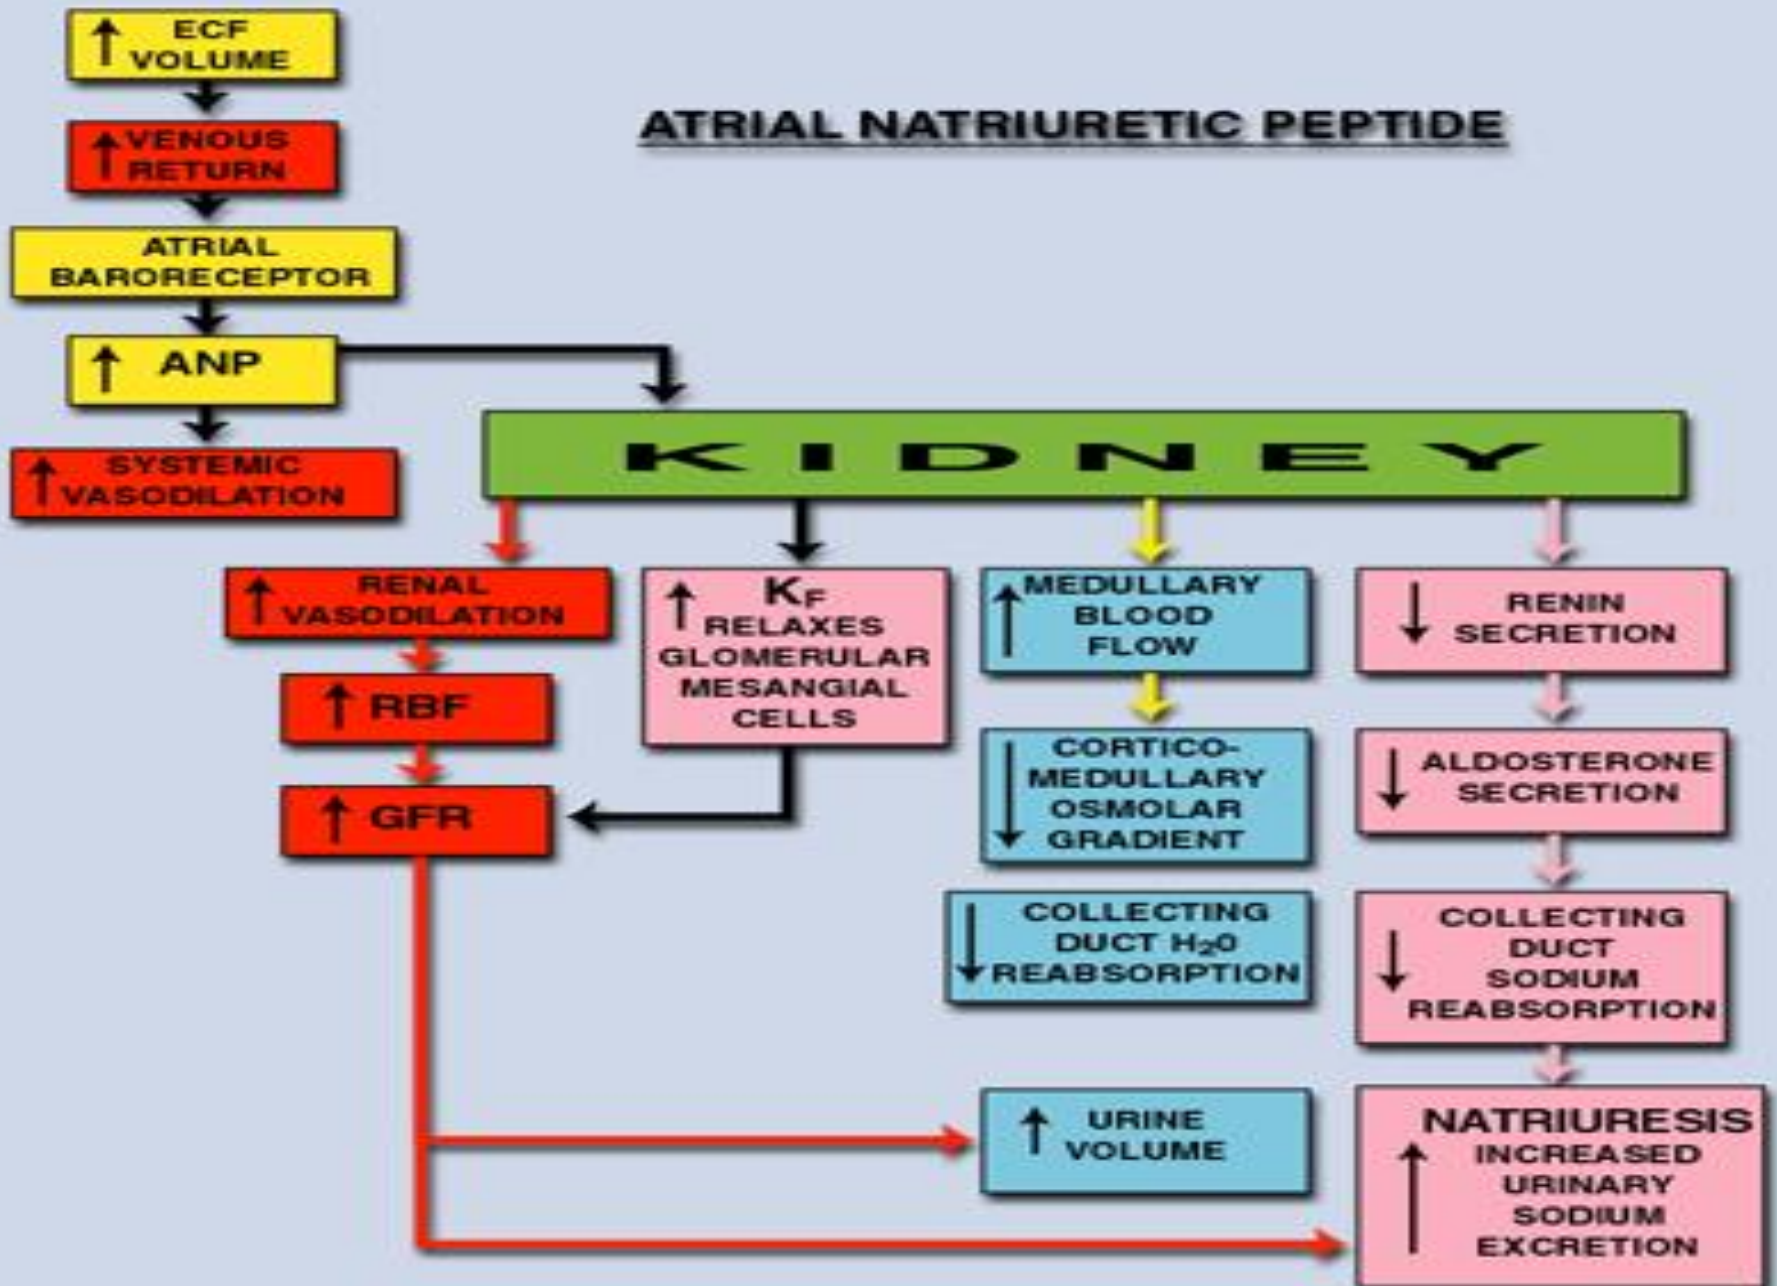 ATRIAL NATRIURETIC PEPTIDE
↑ ECF
VOLUME
↑ VENOUS
RETURN
ATRIAL
BARORECEPTOR
↑ ANP
↑ SYSTEMIC
VASODILATION
KIDNEY
↑ RENAL
VASODILATION
↑ RBF
↑ GFR
↑ KF
RELAXES
GLOMERULAR
MESANGIAL
CELLS
↑ MEDULLARY
BLOOD
FLOW
↓ CORTICO-
MEDULLARY
OSMOLAR
GRADIENT
↓ COLLECTING
DUCT H₂0
REABSORPTION
↑ URINE
VOLUME
↓ RENIN
SECRETION
↓ ALDOSTERONE
SECRETION
↓ COLLECTING
DUCT
SODIUM
REABSORPTION
NATRIURESIS
↑ INCREASED
URINARY
SODIUM
EXCRETION